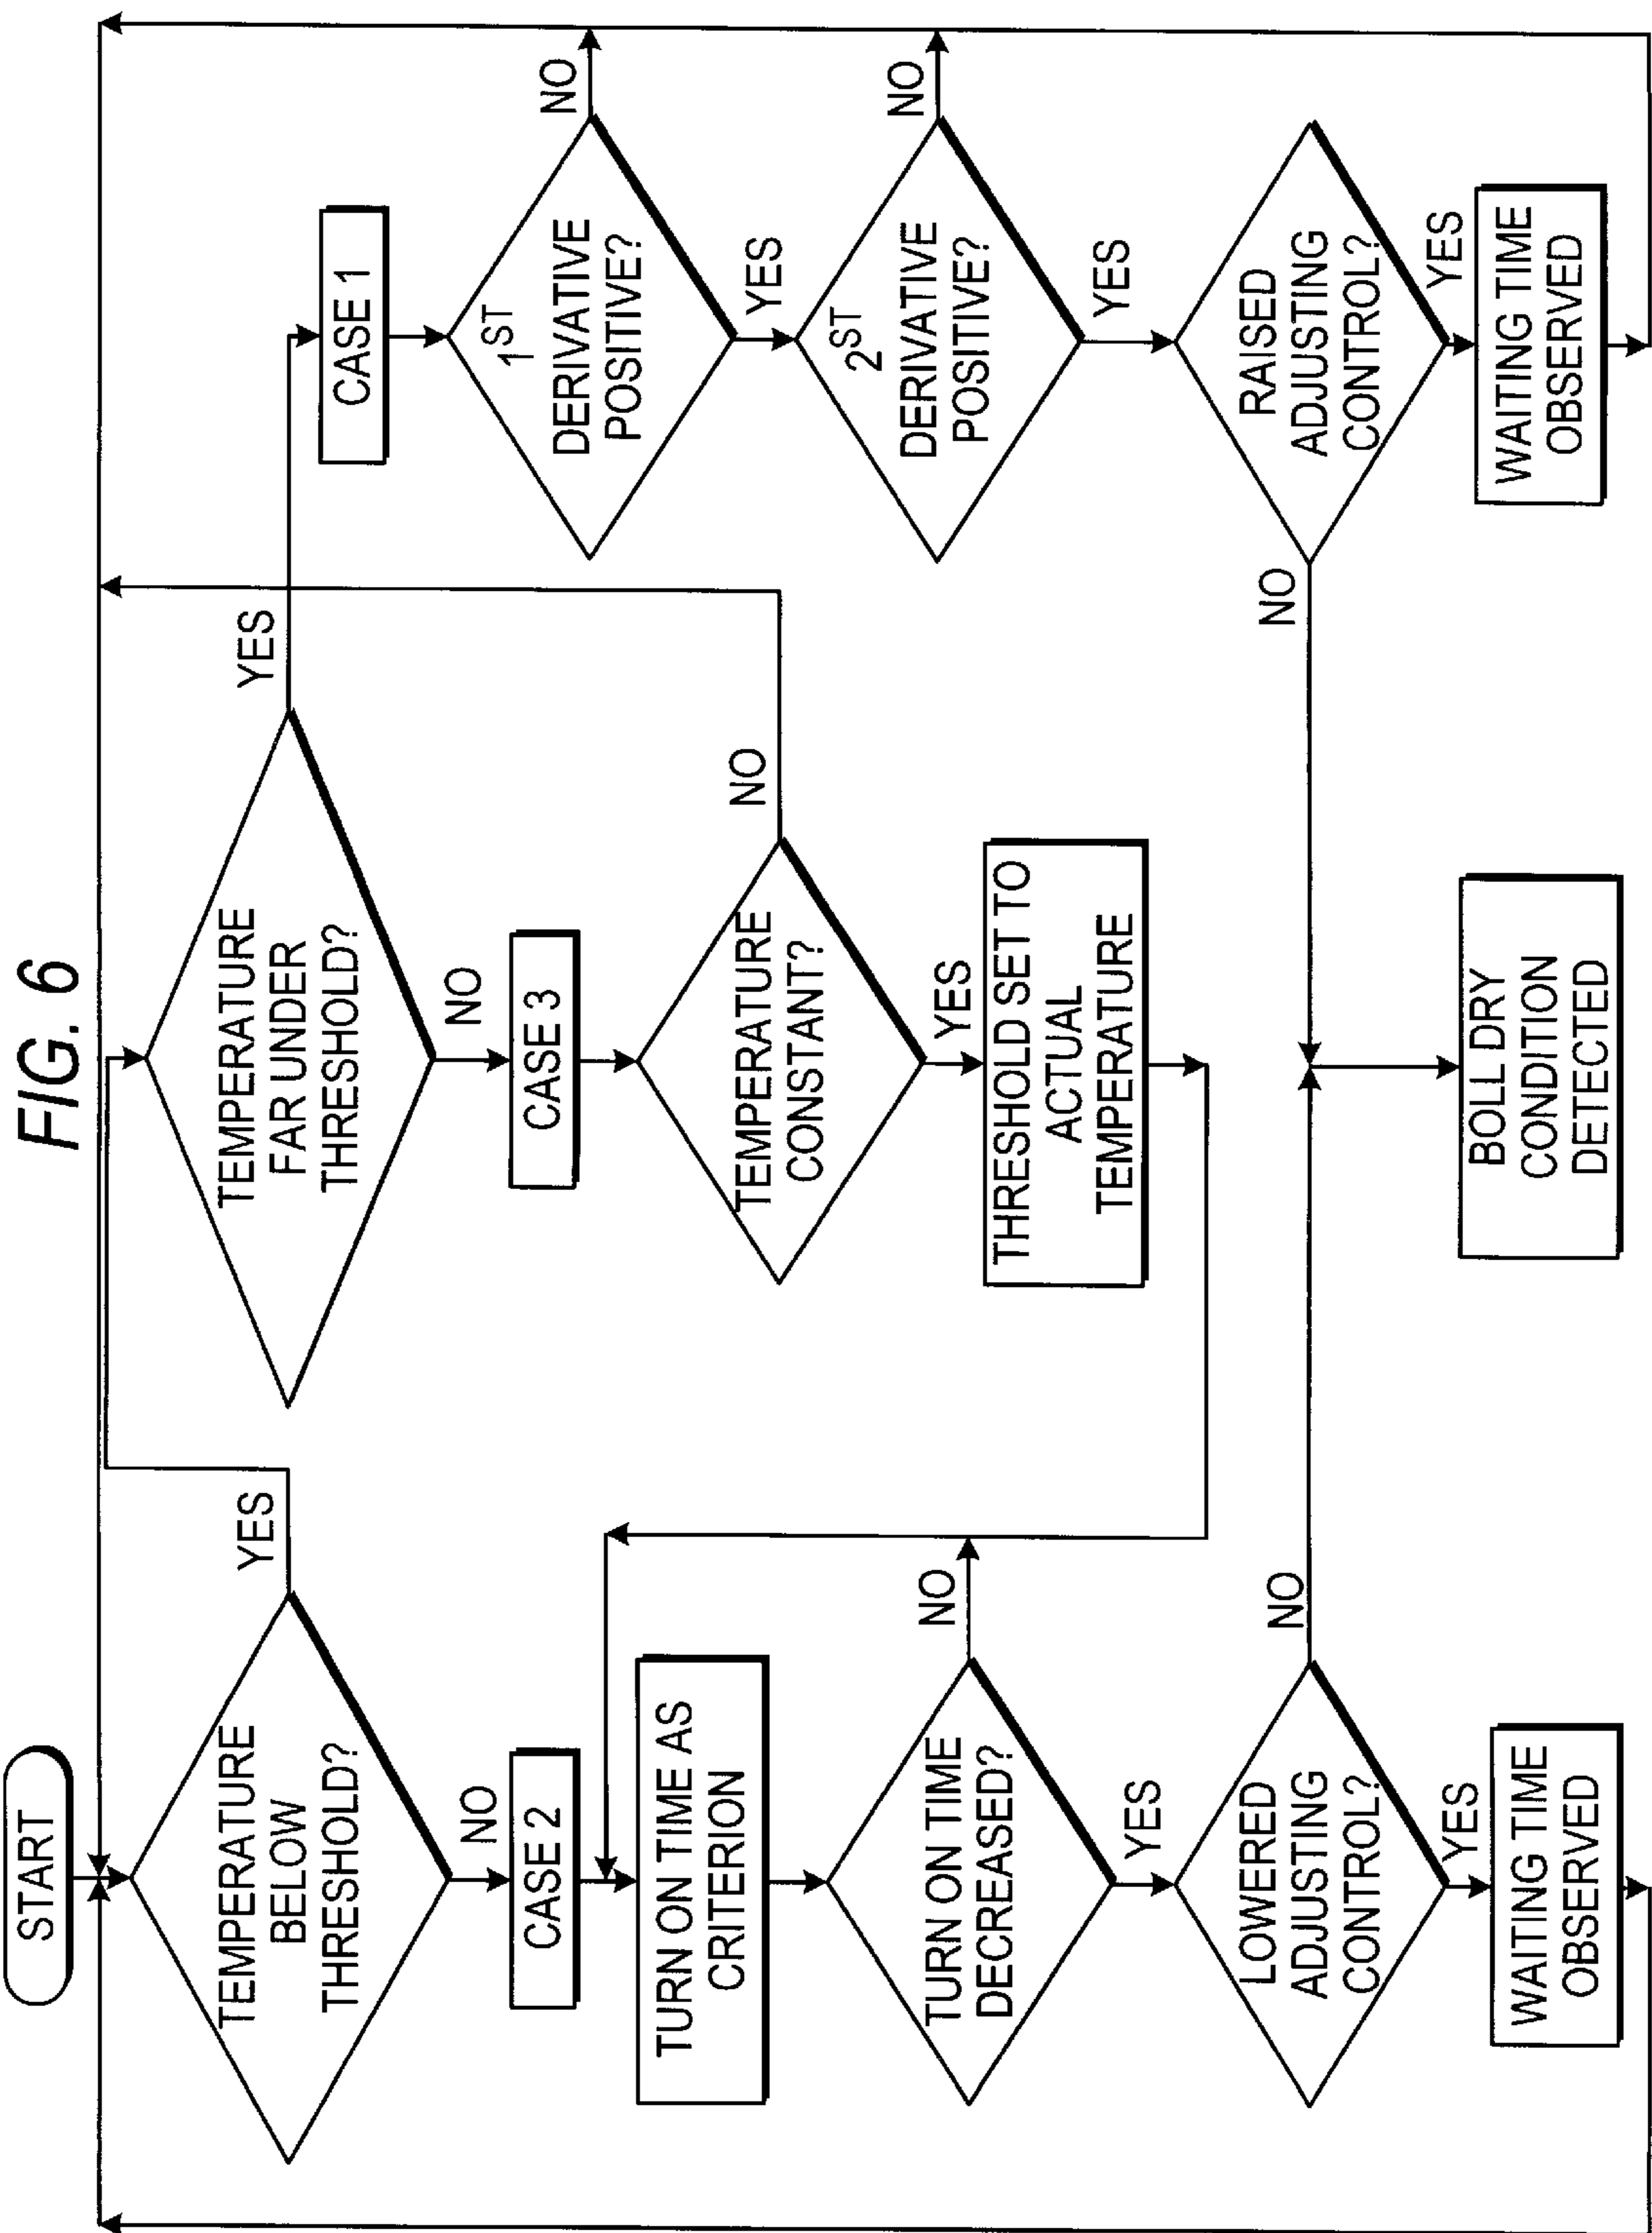 FIG. 6
START
TEMPERATURE
BELOW
THRESHOLD?
YES
NO
CASE 2
TURN ON TIME AS
CRITERION
TURN ON TIME
DECREASED?
NO
YES
LOWERED
ADJUSTING
CONTROL?
NO
YES
WAITING TIME
OBSERVED
TEMPERATURE
FAR UNDER
THRESHOLD?
YES
NO
CASE 3
TEMPERATURE
CONSTANT?
NO
YES
THRESHOLD SET TO
ACTUAL
TEMPERATURE
BOLL DRY
CONDITION
DETECTED
CASE 1
1ST
DERIVATIVE
POSITIVE?
NO
YES
2ST
DERIVATIVE
POSITIVE?
NO
YES
RAISED
ADJUSTING
CONTROL?
NO
YES
WAITING TIME
OBSERVED